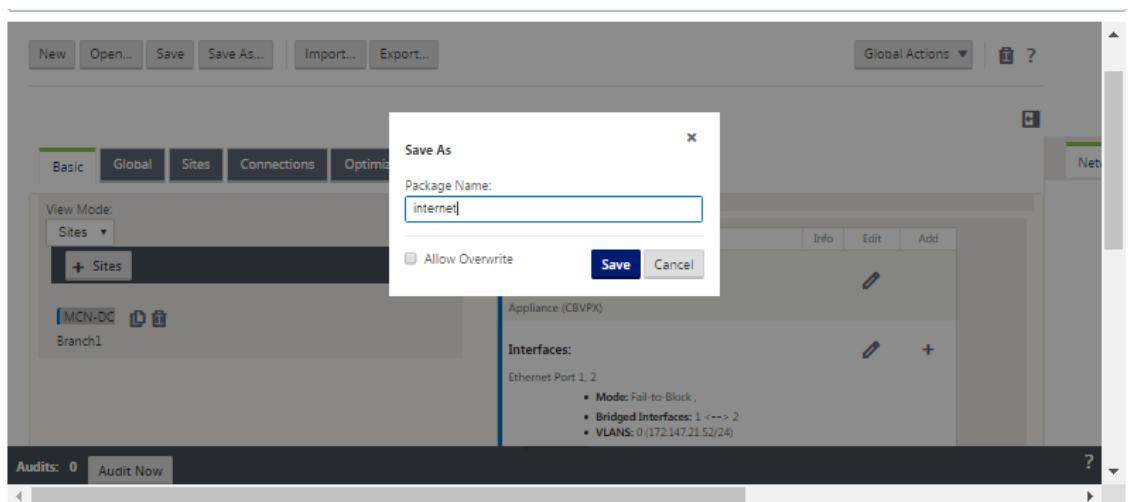 New Open... Save Save As... Import... Export... Global Actions ▼ ?
Save As
Basic Global Sites Connections Optimiz Net
Package Name:
internet
View Mode:
Sites ▼
Info Edit Add
+ Sites
Allow Overwrite Save Cancel
Appliance (CBVPX)
MCN-DC
Branch1
Interfaces: +
Ethernet Port 1, 2
• Mode: Fail-to-Block ,
• Bridged Interfaces: 1 <--> 2
• VLANS: 0 (172.147.21.52/24)
Audits: 0 Audit Now ?